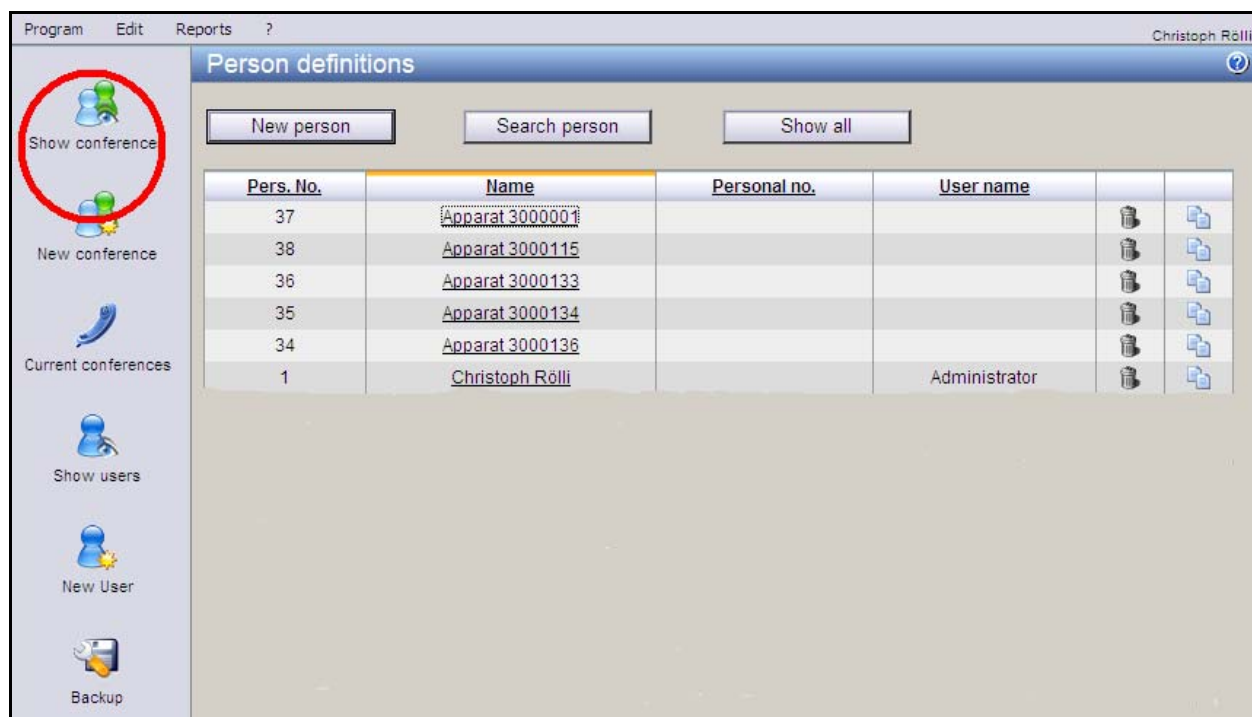 Program Edit Reports ?
Christoph Rölli
Person definitions
?
Show conference
New conference
Current conferences
Show users
New User
Backup
New person Search person Show all
Pers. No. Name Personal no. User name
37 Apparat 3000001
38 Apparat 3000115
36 Apparat 3000133
35 Apparat 3000134
34 Apparat 3000136
1 Christoph Rölli Administrator